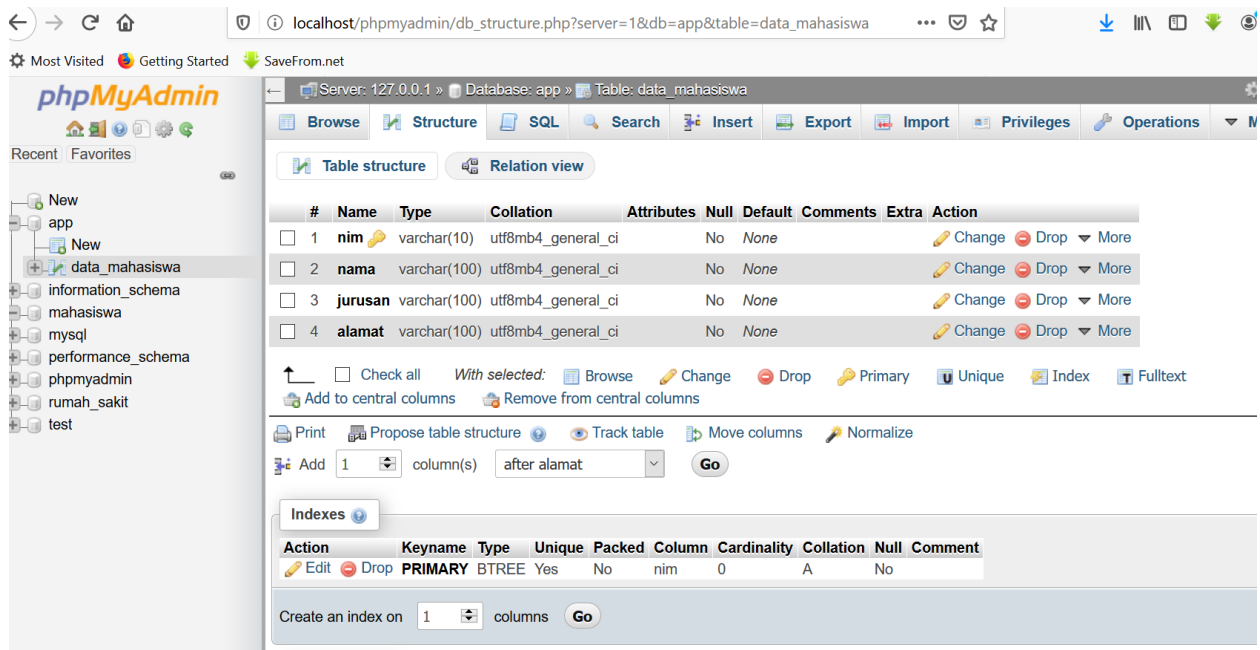 localhost/phpmyadmin/db_structure.php?server=1&db=app&table=data_mahasiswa
Most Visited Getting Started SaveFrom.net
phpMyAdmin
Recent Favorites
New
app
New
data_mahasiswa
information_schema
mahasiswa
mysql
performance_schema
phpmyadmin
rumah_sakit
test
Server: 127.0.0.1 » Database: app » Table: data_mahasiswa
Browse Structure SQL Search Insert Export Import Privileges Operations
Table structure Relation view
# Name Type Collation Attributes Null Default Comments Extra Action
1 nim varchar(10) utf8mb4_general_ci No None Change Drop More
2 nama varchar(100) utf8mb4_general_ci No None Change Drop More
3 jurusan varchar(100) utf8mb4_general_ci No None Change Drop More
4 alamat varchar(100) utf8mb4_general_ci No None Change Drop More
Check all With selected: Browse Change Drop Primary Unique Index Fulltext
Add to central columns Remove from central columns
Print Propose table structure Track table Move columns Normalize
Add 1 column(s) after alamat Go
Indexes
Action Keyname Type Unique Packed Column Cardinality Collation Null Comment
Edit Drop PRIMARY BTREE Yes No nim 0 A No
Create an index on 1 columns Go